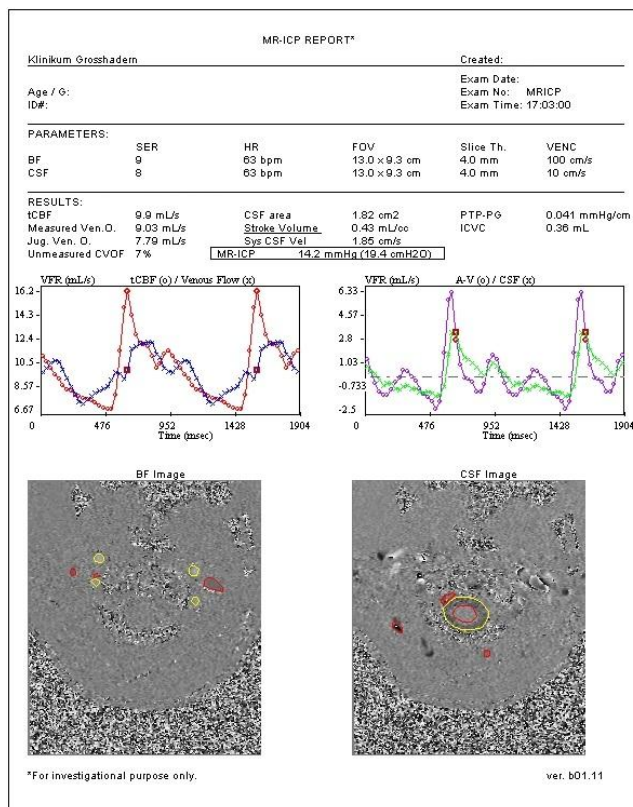 MR-ICP REPORT*
Klinikum Grosshadern Created:
Exam Date:
Age / G: Exam No: MRICP
ID#: Exam Time: 17:03:00
PARAMETERS:
SER HR FOV Slice Th. VENC
BF 9 63 bpm 13.0 x 9.3 cm 4.0 mm 100 cm/s
CSF 8 63 bpm 13.0 x 9.3 cm 4.0 mm 10 cm/s
RESULTS:
tCBF 9.9 mL/s CSF area 1.82 cm2 PTP-PG 0.041 mmHg/cm
Measured Ven.O. 9.03 mL/s Stroke Volume 0.43 mL/cc ICVC 0.36 mL
Jug. Ven. O. 7.79 mL/s Sys CSF Vel 1.85 cm/s
Unmeasured CVOF 7% MR-ICP 14.2 mmHg (19.4 cmH2O)
VFR (mL/s) tCBF (o) / Venous Flow (x)
16.2
14.3
12.4
10.5
8.57
6.67
0 476 952 1428 1904
Time (msec)
VFR (mL/s) A-V (o) / CSF (x)
6.33
4.57
2.8
1.03
-0.733
-2.5
0 476 952 1428 1904
Time (msec)
BF Image
CSF Image
*For investigational purpose only. ver. b01.11